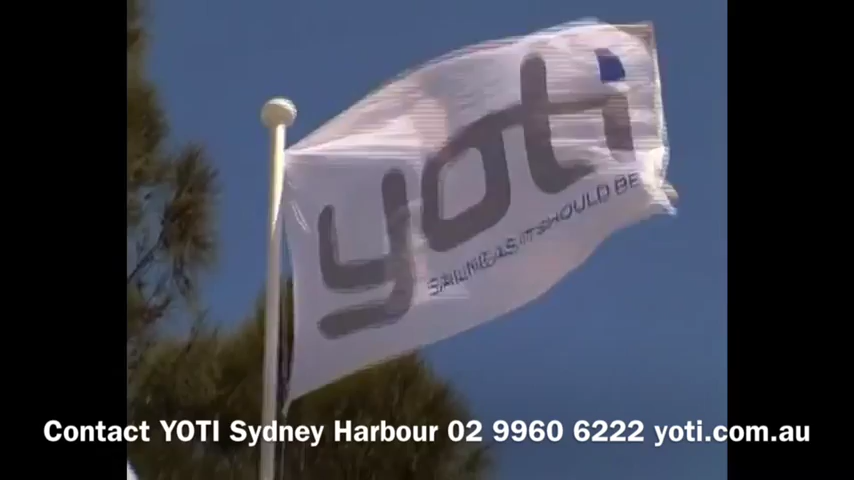 yoti
SAILING AS IT SHOULD BE
Contact YOTI Sydney Harbour 02 9960 6222 yoti.com.au